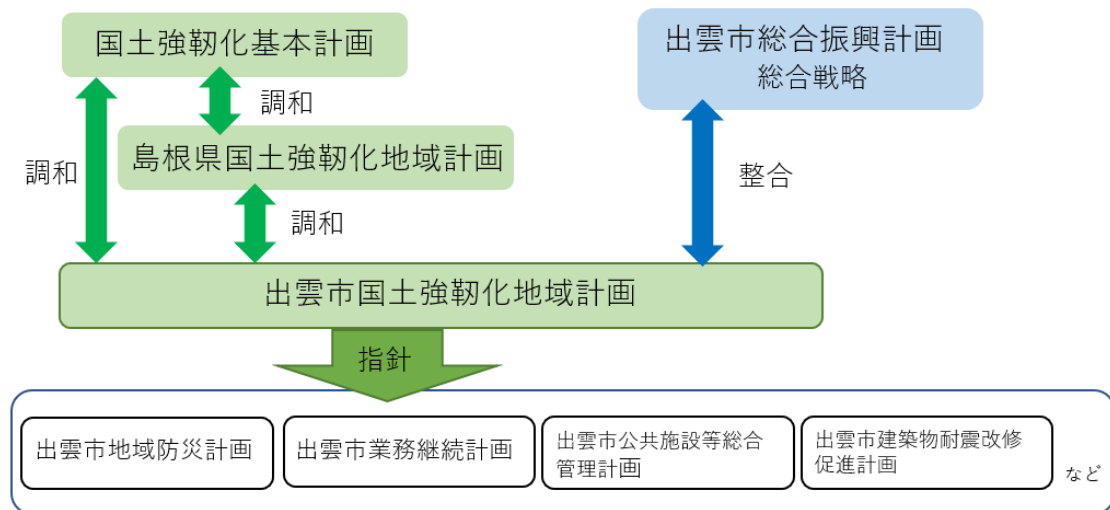 国土強靭化基本計画
出雲市総合振興計画
総合戦略
調和
島根県国土強靭化地域計画
調和
整合
調和
出雲市国土強靭化地域計画
指針
出雲市地域防災計画
出雲市業務継続計画
出雲市公共施設等総合
管理計画
出雲市建築物耐震改修
促進計画
など